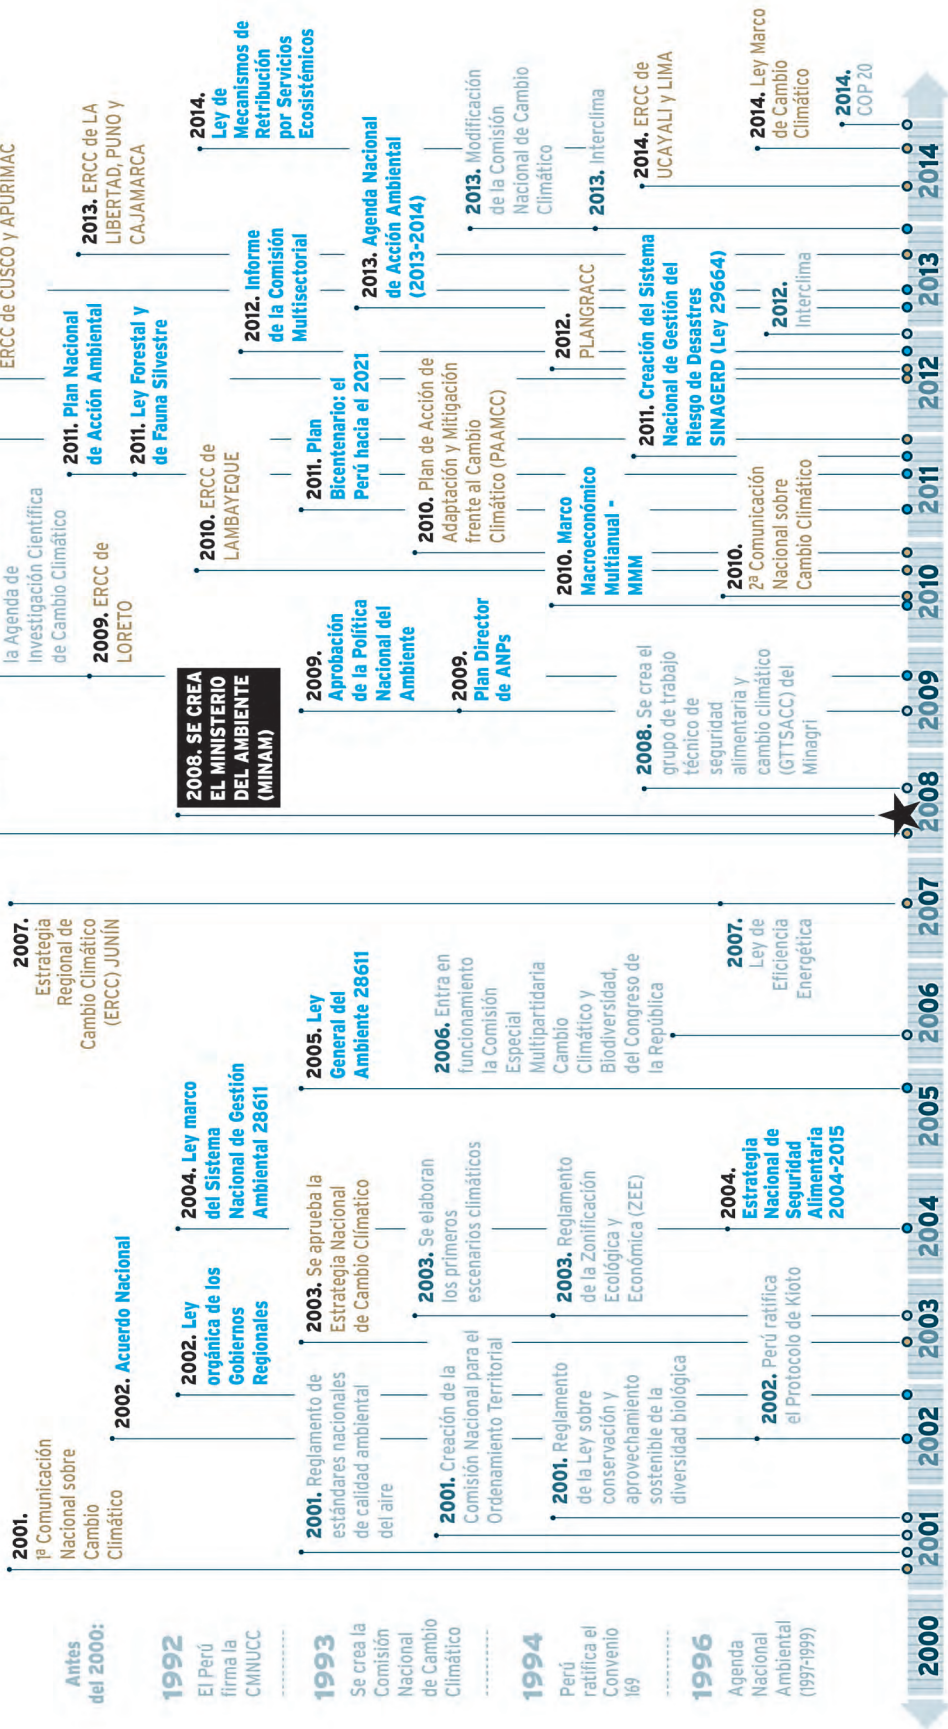 Antes
del 2000:
1992
El Perú
firma la
CMNUCC
1993
Se crea la
Comisión
Nacional
de Cambio
Climático
1994
Perú
ratifica el
Convenio
169
1996
Agenda
Nacional
Ambiental
(1997-1999)
2001.
1ª Comunicación
Nacional sobre
Cambio
Climático
2002. Acuerdo Nacional
2002. Ley
orgánica de los
Gobiernos
Regionales
2001. Reglamento de
estándares nacionales
de calidad ambiental
del aire
2001. Creación de la
Comisión Nacional para el
Ordenamiento Territorial
2001. Reglamento
de la Ley sobre
conservación y
aprovechamiento
sostenible de la
diversidad biológica
2002. Perú ratifica
el Protocolo de Kioto
2004. Ley marco
del Sistema
Nacional de Gestión
Ambiental 28611
2003. Se aprueba la
Estrategia Nacional
de Cambio Clímatico
2003. Se elaboran
los primeros
escenarios climáticos
2003. Reglamento
de la Zonificación
Ecológica y
Económica (ZEE)
2004.
Estrategia
Nacional de
Seguridad
Alimentaria
2004-2015
2007.
Estrategia
Regional de
Cambio Climático
(ERCC) JUNÍN
2005. Ley
General del
Ambiente 28611
2006. Entra en
funcionamiento
la Comisión
Especial
Multipartidaria
Cambio
Climático y
Biodiversidad,
del Congreso de
la República
2007.
Ley de
Eficiencia
Energética
2008. SE CREA
EL MINISTERIO
DEL AMBIENTE
(MINAM)
2008. Se crea el
grupo de trabajo
técnico de
seguridad
alimentaria y
cambio climático
(GTTSACC) del
Minagri
la Agenda de
Investigación Científica
de Cambio Climático
2009. ERCC de
LORETO
2009.
Aprobación
de la Política
Nacional del
Ambiente
2009.
Plan Director
de ANPs
2011. Plan Nacional
de Acción Ambiental
2011. Ley Forestal y
de Fauna Silvestre
2010. ERCC de
LAMBAYEQUE
2011. Plan
Bicentenario: el
Perú hacia el 2021
2010. Plan de Acción de
Adaptación y Mitigación
frente al Cambio
Climático (PAAMCC)
2010. Marco
Macroeconómico
Multianual -
MMM
2010.
2ª Comunicación
Nacional sobre
Cambio Climático
ERCC de CUSCO y APURIMAC
2013. ERCC de LA
LIBERTAD, PUNO y
CAJAMARCA
2012. Informe
de la Comisión
Multisectorial
2013. Agenda Nacional
de Acción Ambiental
(2013-2014)
2012.
PLANGRACC
2011. Creación del Sistema
Nacional de Gestión del
Riesgo de Desastres
SINAGERD (Ley 29664)
2012.
Interclima
2014.
Ley de
Mecanismos de
Retribución
por Servicios
Ecosistémicos
2013. Modificación
de la Comisión
Nacional de Cambio
Climático
2013. Interclima
2014. ERCC de
UCAYALI y LIMA
2014. Ley Marco
de Cambio
Climático
2014.
COP 20
2000 2001 2002 2003 2004 2005 2006 2007 2008 2009 2010 2011 2012 2013 2014